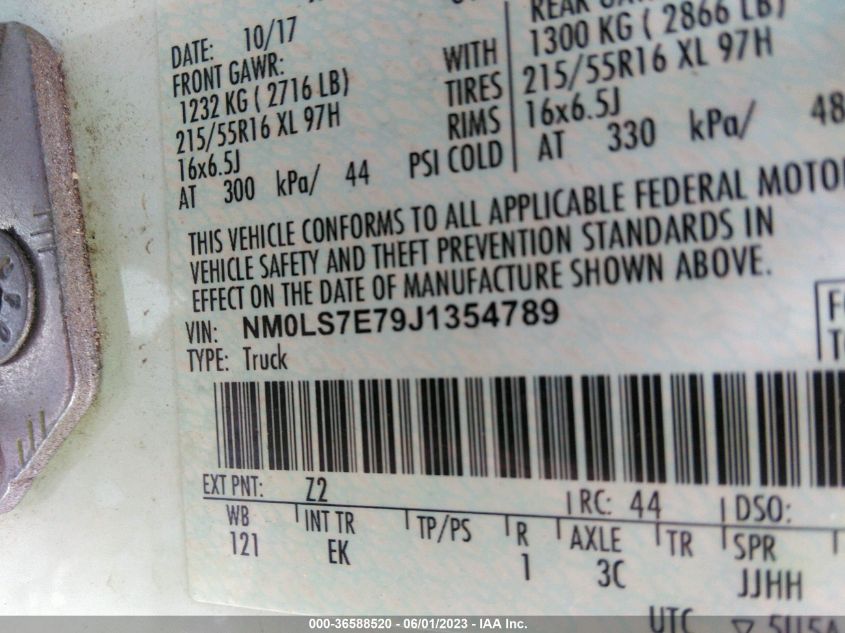 DATE: 10/17
FRONT GAWR:
1232 KG ( 2716 LB)
215/55R16 XL 97H
16x6.5J
AT 300 kPa/ 44
WITH
TIRES
RIMS
PSI COLD
1300 KG ( 2866 LB)
215/55R16 XL 97H
16x6.5J
AT 330 kPa/ 48
THIS VEHICLE CONFORMS TO ALL APPLICABLE FEDERAL MOTOR
VEHICLE SAFETY AND THEFT PREVENTION STANDARDS IN
EFFECT ON THE DATE OF MANUFACTURE SHOWN ABOVE.
VIN: NM0LS7E79J1354789
TYPE: Truck
EXT PNT: Z2 RC: 44 DSO:
WB INT TR TP/PS R AXLE TR SPR
121 EK 1 3C JJHH
UTC
000-36588520 - 06/01/2023 - IAA Inc.